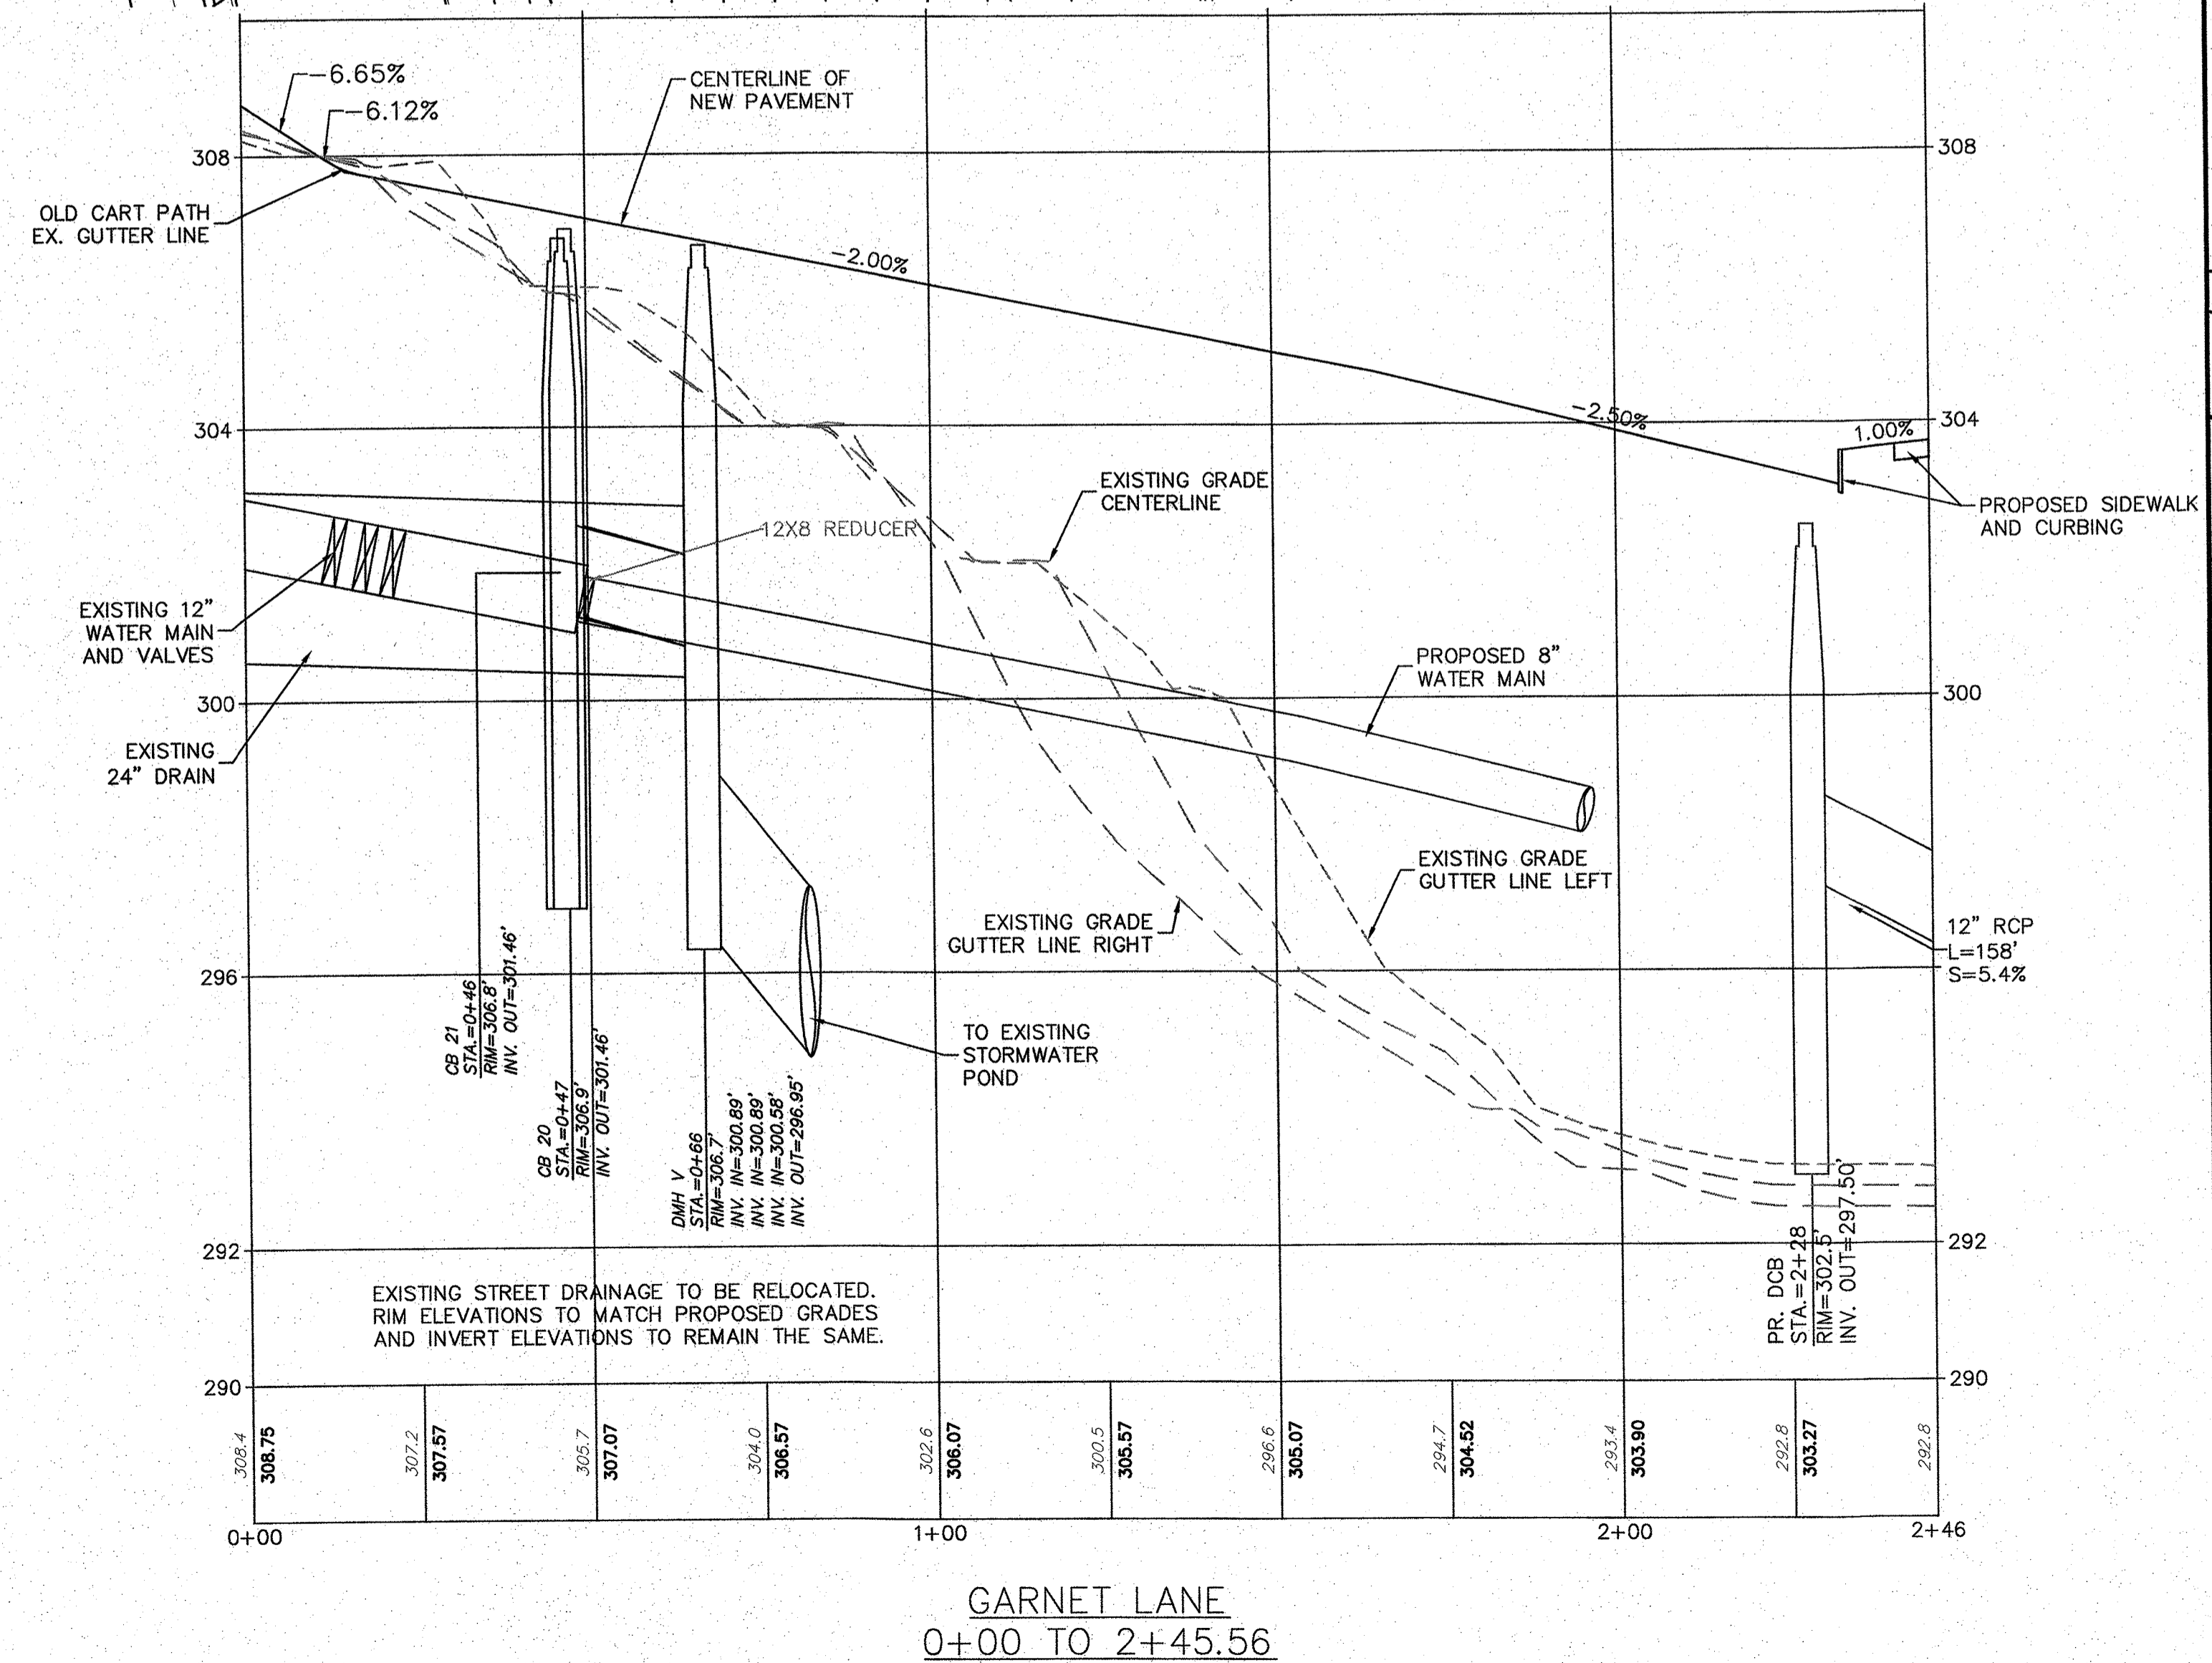 -6.65%
-6.12%
CENTERLINE OF
NEW PAVEMENT
308
308
OLD CART PATH
EX. GUTTER LINE
-2.00%
304
-2.50%
304
1.00%
EXISTING GRADE
CENTERLINE
PROPOSED SIDEWALK
AND CURBING
12X8 REDUCER
EXISTING 12"
WATER MAIN
AND VALVES
PROPOSED 8"
WATER MAIN
300
300
EXISTING
24" DRAIN
EXISTING GRADE
GUTTER LINE LEFT
EXISTING GRADE
GUTTER LINE RIGHT
12" RCP
L=158'
S=5.4%
296
CB 21
STA.=0+46
RIM=306.8'
INV. OUT=301.46'
TO EXISTING
STORMWATER
POND
CB 20
STA.=0+47
RIM=306.9'
INV. OUT=301.46'
DMH V
STA.=0+66
RIM=306.7'
INV. IN=300.89'
INV. IN=300.89'
INV. IN=300.58'
INV. OUT=296.95'
PR. DCB
STA.=2+28
RIM=302.5'
INV. OUT=297.50'
292
292
EXISTING STREET DRAINAGE TO BE RELOCATED.
RIM ELEVATIONS TO MATCH PROPOSED GRADES
AND INVERT ELEVATIONS TO REMAIN THE SAME.
290
290
308.4
308.75
307.2
307.57
305.7
307.07
304.0
306.57
302.6
306.07
300.5
305.57
296.6
305.07
294.7
304.52
293.4
303.90
292.8
303.27
292.8
0+00
1+00
2+00
2+46
GARNET LANE
0+00 TO 2+45.56